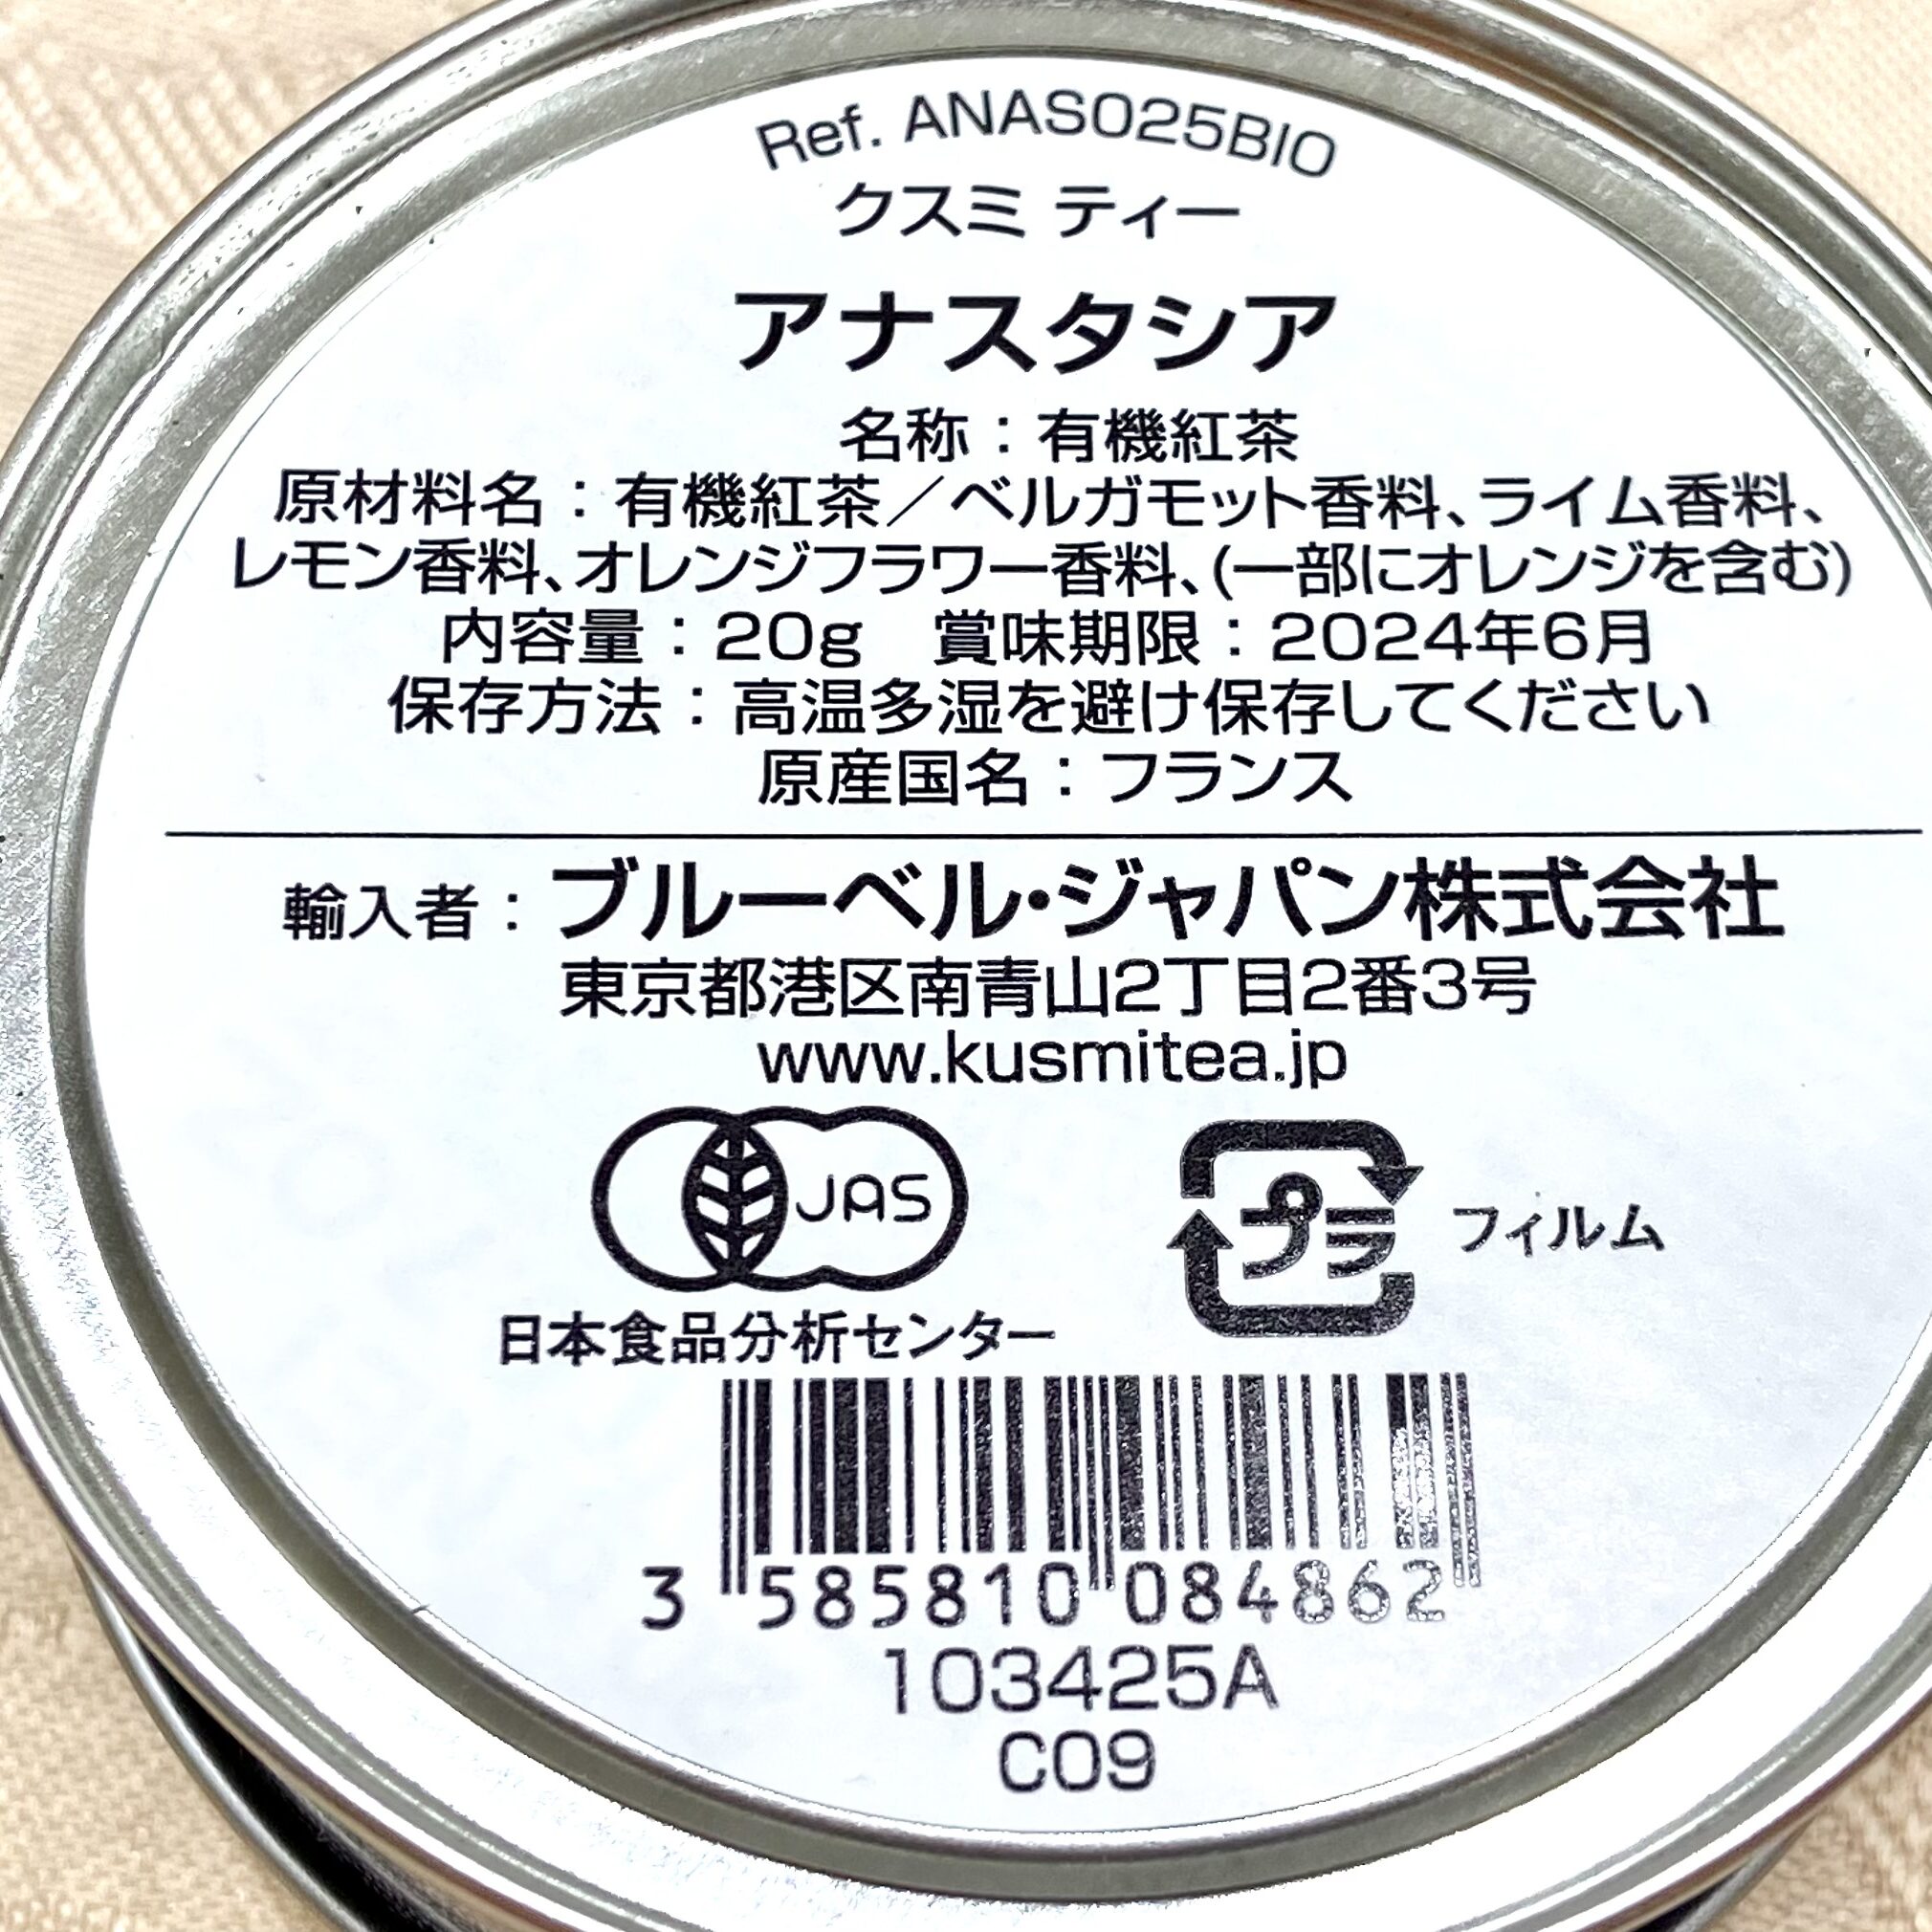 Ref. ANAS025BIO
クスミ ティー
アナスタシア
名称：有機紅茶
原材料名：有機紅茶／ベルガモット香料、ライム香料、
レモン香料、オレンジフラワー香料、(一部にオレンジを含む)
内容量：20g　賞味期限：2024年6月
保存方法：高温多湿を避け保存してください
原産国名：フランス
輸入者：ブルーベル・ジャパン株式会社
東京都港区南青山2丁目2番3号
www.kusmitea.jp
JAS
プラ フィルム
日本食品分析センター
3 585810 084862
103425A
C09